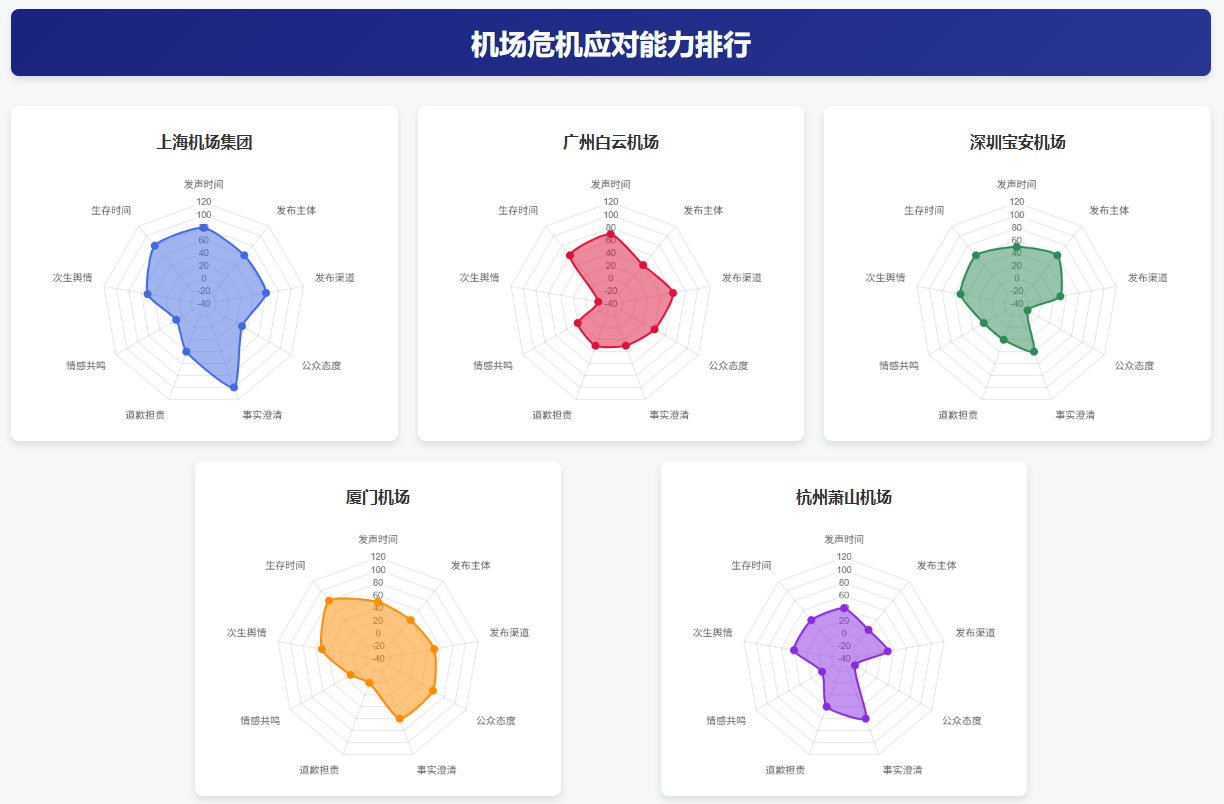 机场危机应对能力排行
上海机场集团
发声时间
发布主体
发布渠道
公众态度
事实澄清
道歉担责
情感共鸣
次生舆情
生存时间
120
100
80
60
40
20
0
-20
-40
广州白云机场
发声时间
发布主体
发布渠道
公众态度
事实澄清
道歉担责
情感共鸣
次生舆情
生存时间
120
100
80
60
40
20
0
-20
-40
深圳宝安机场
发声时间
发布主体
发布渠道
公众态度
事实澄清
道歉担责
情感共鸣
次生舆情
生存时间
120
100
80
60
40
20
0
-20
-40
厦门机场
发声时间
发布主体
发布渠道
公众态度
事实澄清
道歉担责
情感共鸣
次生舆情
生存时间
120
100
80
60
40
20
0
-20
-40
杭州萧山机场
发声时间
发布主体
发布渠道
公众态度
事实澄清
道歉担责
情感共鸣
次生舆情
生存时间
120
100
80
60
40
20
0
-20
-40